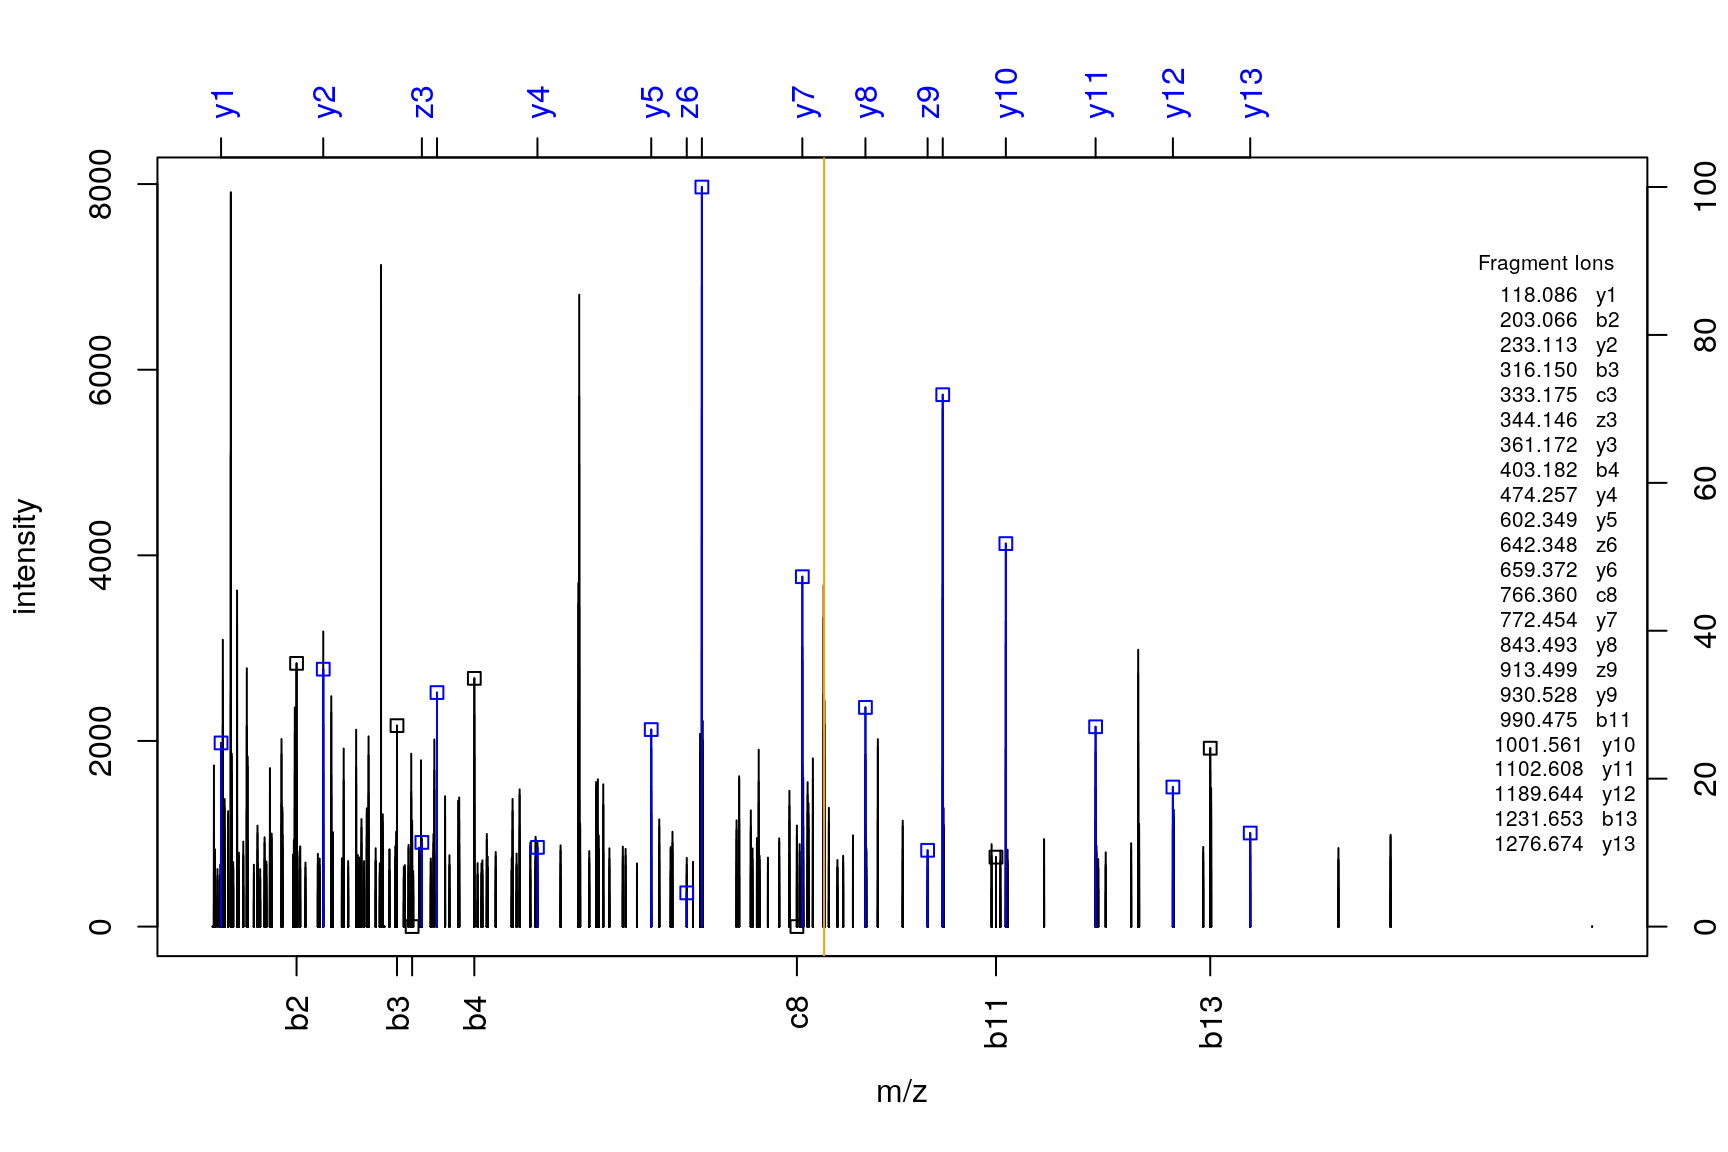 y1 y2 z3 y4 y5 z6 y7 y8 z9 y10 y11 y12 y13
8000
6000
4000
2000
0
intensity
100
80
60
40
20
0
Fragment Ions
118.086 y1
203.066 b2
233.113 y2
316.150 b3
333.175 c3
344.146 z3
361.172 y3
403.182 b4
474.257 y4
602.349 y5
642.348 z6
659.372 y6
766.360 c8
772.454 y7
843.493 y8
913.499 z9
930.528 y9
990.475 b11
1001.561 y10
1102.608 y11
1189.644 y12
1231.653 b13
1276.674 y13
b2 b3 b4 c8 b11 b13
m/z